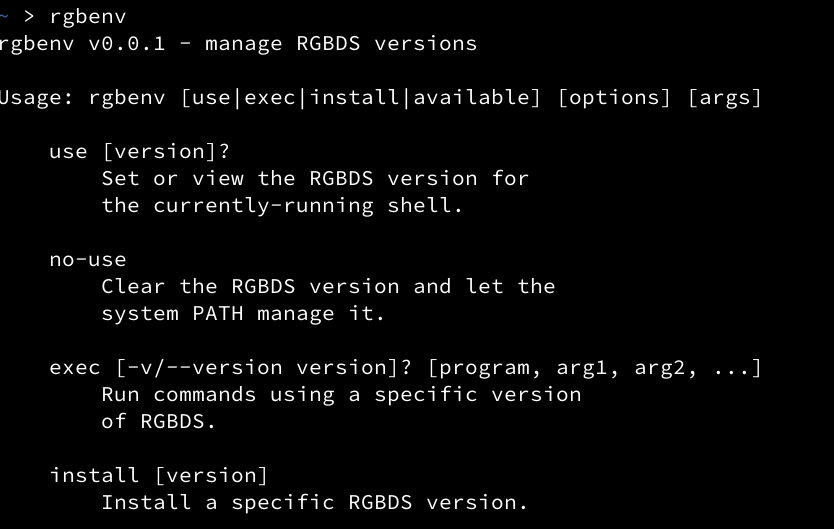 ~ > rgbenv
rgbenv v0.0.1 - manage RGBDS versions
Usage: rgbenv [use|exec|install|available] [options] [args]
use [version]?
Set or view the RGBDS version for
the currently-running shell.
no-use
Clear the RGBDS version and let the
system PATH manage it.
exec [-v/--version version]? [program, arg1, arg2, ...]
Run commands using a specific version
of RGBDS.
install [version]
Install a specific RGBDS version.